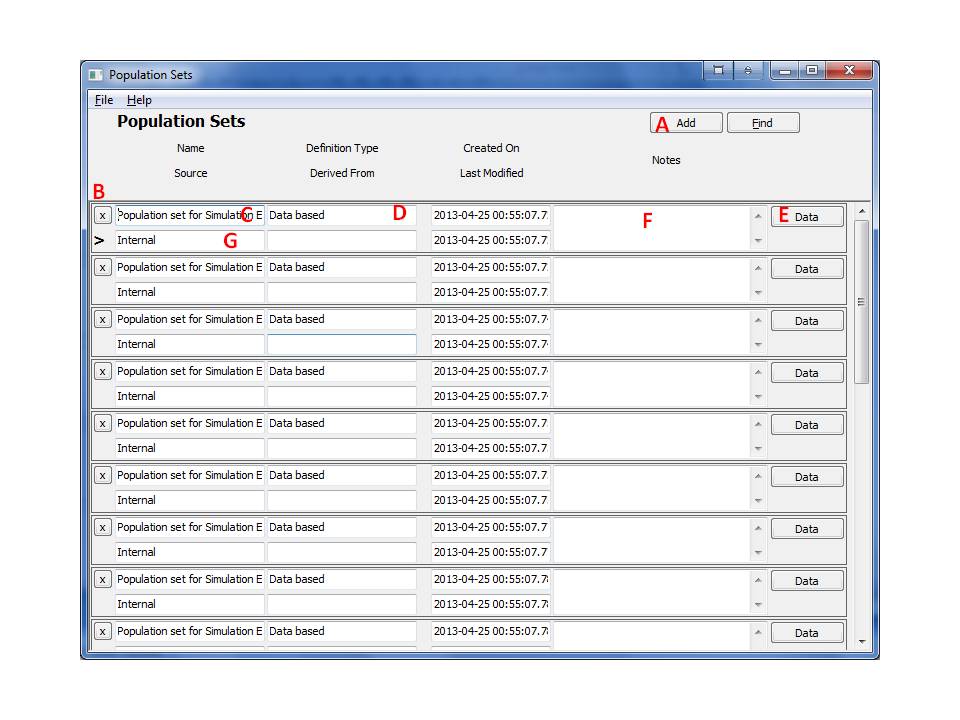 Population Sets
File Help
Population Sets
A Add Find
Name Definition Type Created On Notes
Source Derived From Last Modified
B
x Population set for Simulation E C Data based D 2013-04-25 00:55:07.7 F E Data
> Internal G 2013-04-25 00:55:07.7
x Population set for Simulation E Data based 2013-04-25 00:55:07.7 Data
Internal 2013-04-25 00:55:07.7
x Population set for Simulation E Data based 2013-04-25 00:55:07.7 Data
Internal 2013-04-25 00:55:07.7
x Population set for Simulation E Data based 2013-04-25 00:55:07.7 Data
Internal 2013-04-25 00:55:07.7
x Population set for Simulation E Data based 2013-04-25 00:55:07.7 Data
Internal 2013-04-25 00:55:07.7
x Population set for Simulation E Data based 2013-04-25 00:55:07.7 Data
Internal 2013-04-25 00:55:07.7
x Population set for Simulation E Data based 2013-04-25 00:55:07.7 Data
Internal 2013-04-25 00:55:07.7
x Population set for Simulation E Data based 2013-04-25 00:55:07.78 Data
Internal 2013-04-25 00:55:07.78
x Population set for Simulation E Data based 2013-04-25 00:55:07.78 Data